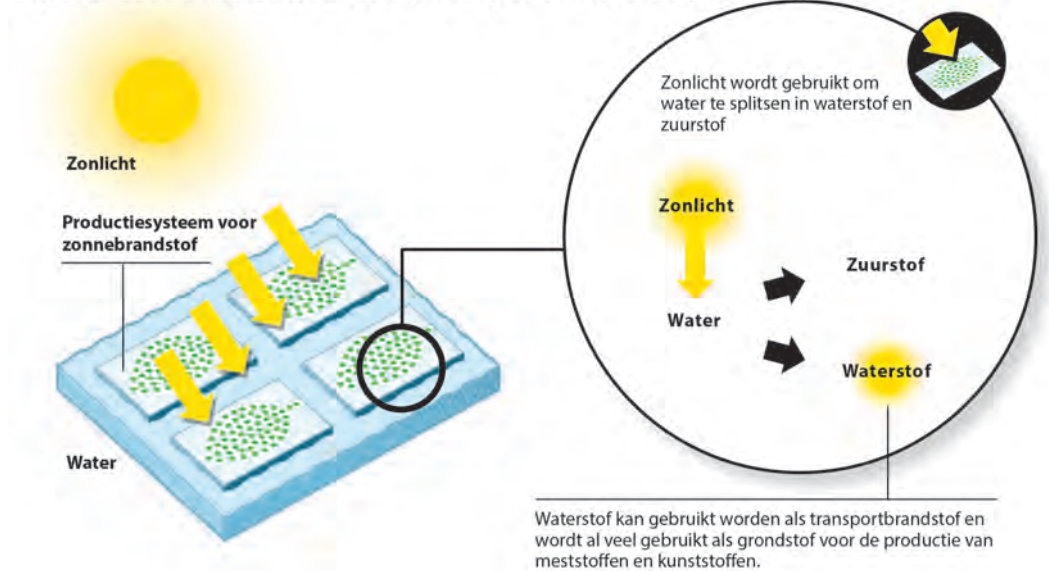 Zonlicht
Productiesysteem voor
zonnebrandstof
Water
Zonlicht wordt gebruikt om
water te splitsen in waterstof en
zuurstof
Zonlicht
Water
Zuurstof
Waterstof
Waterstof kan gebruikt worden als transportbrandstof en
wordt al veel gebruikt als grondstof voor de productie van
meststoffen en kunststoffen.